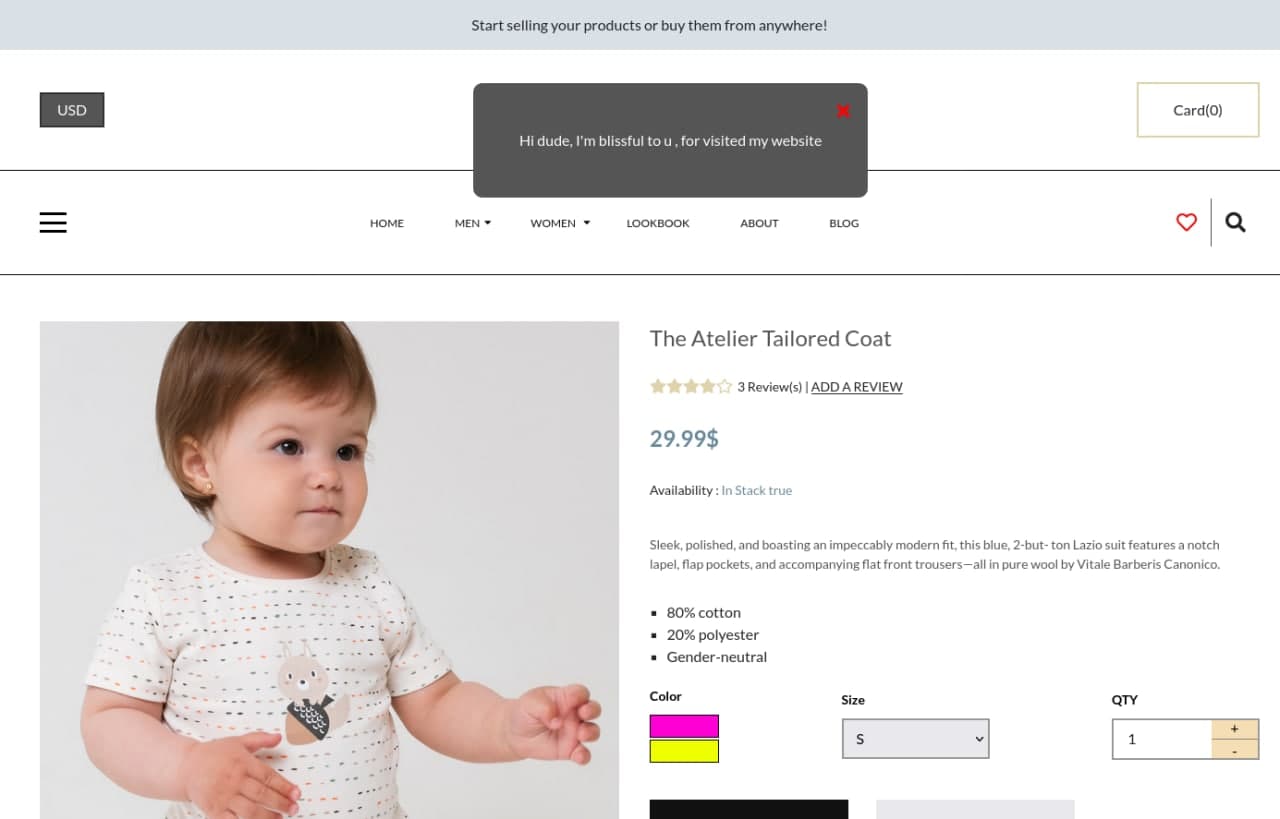 Start selling your products or buy them from anywhere!
USD
Hi dude, I'm blissful to u , for visited my website
Card(0)
HOME
MEN
WOMEN
LOOKBOOK
ABOUT
BLOG
The Atelier Tailored Coat
3 Review(s) | ADD A REVIEW
29.99$
Availability : In Stack true
Sleek, polished, and boasting an impeccably modern fit, this blue, 2-but- ton Lazio suit features a notch
lapel, flap pockets, and accompanying flat front trousers—all in pure wool by Vitale Barberis Canonico.
80% cotton
20% polyester
Gender-neutral
Color
Size
QTY
S
1
+
-